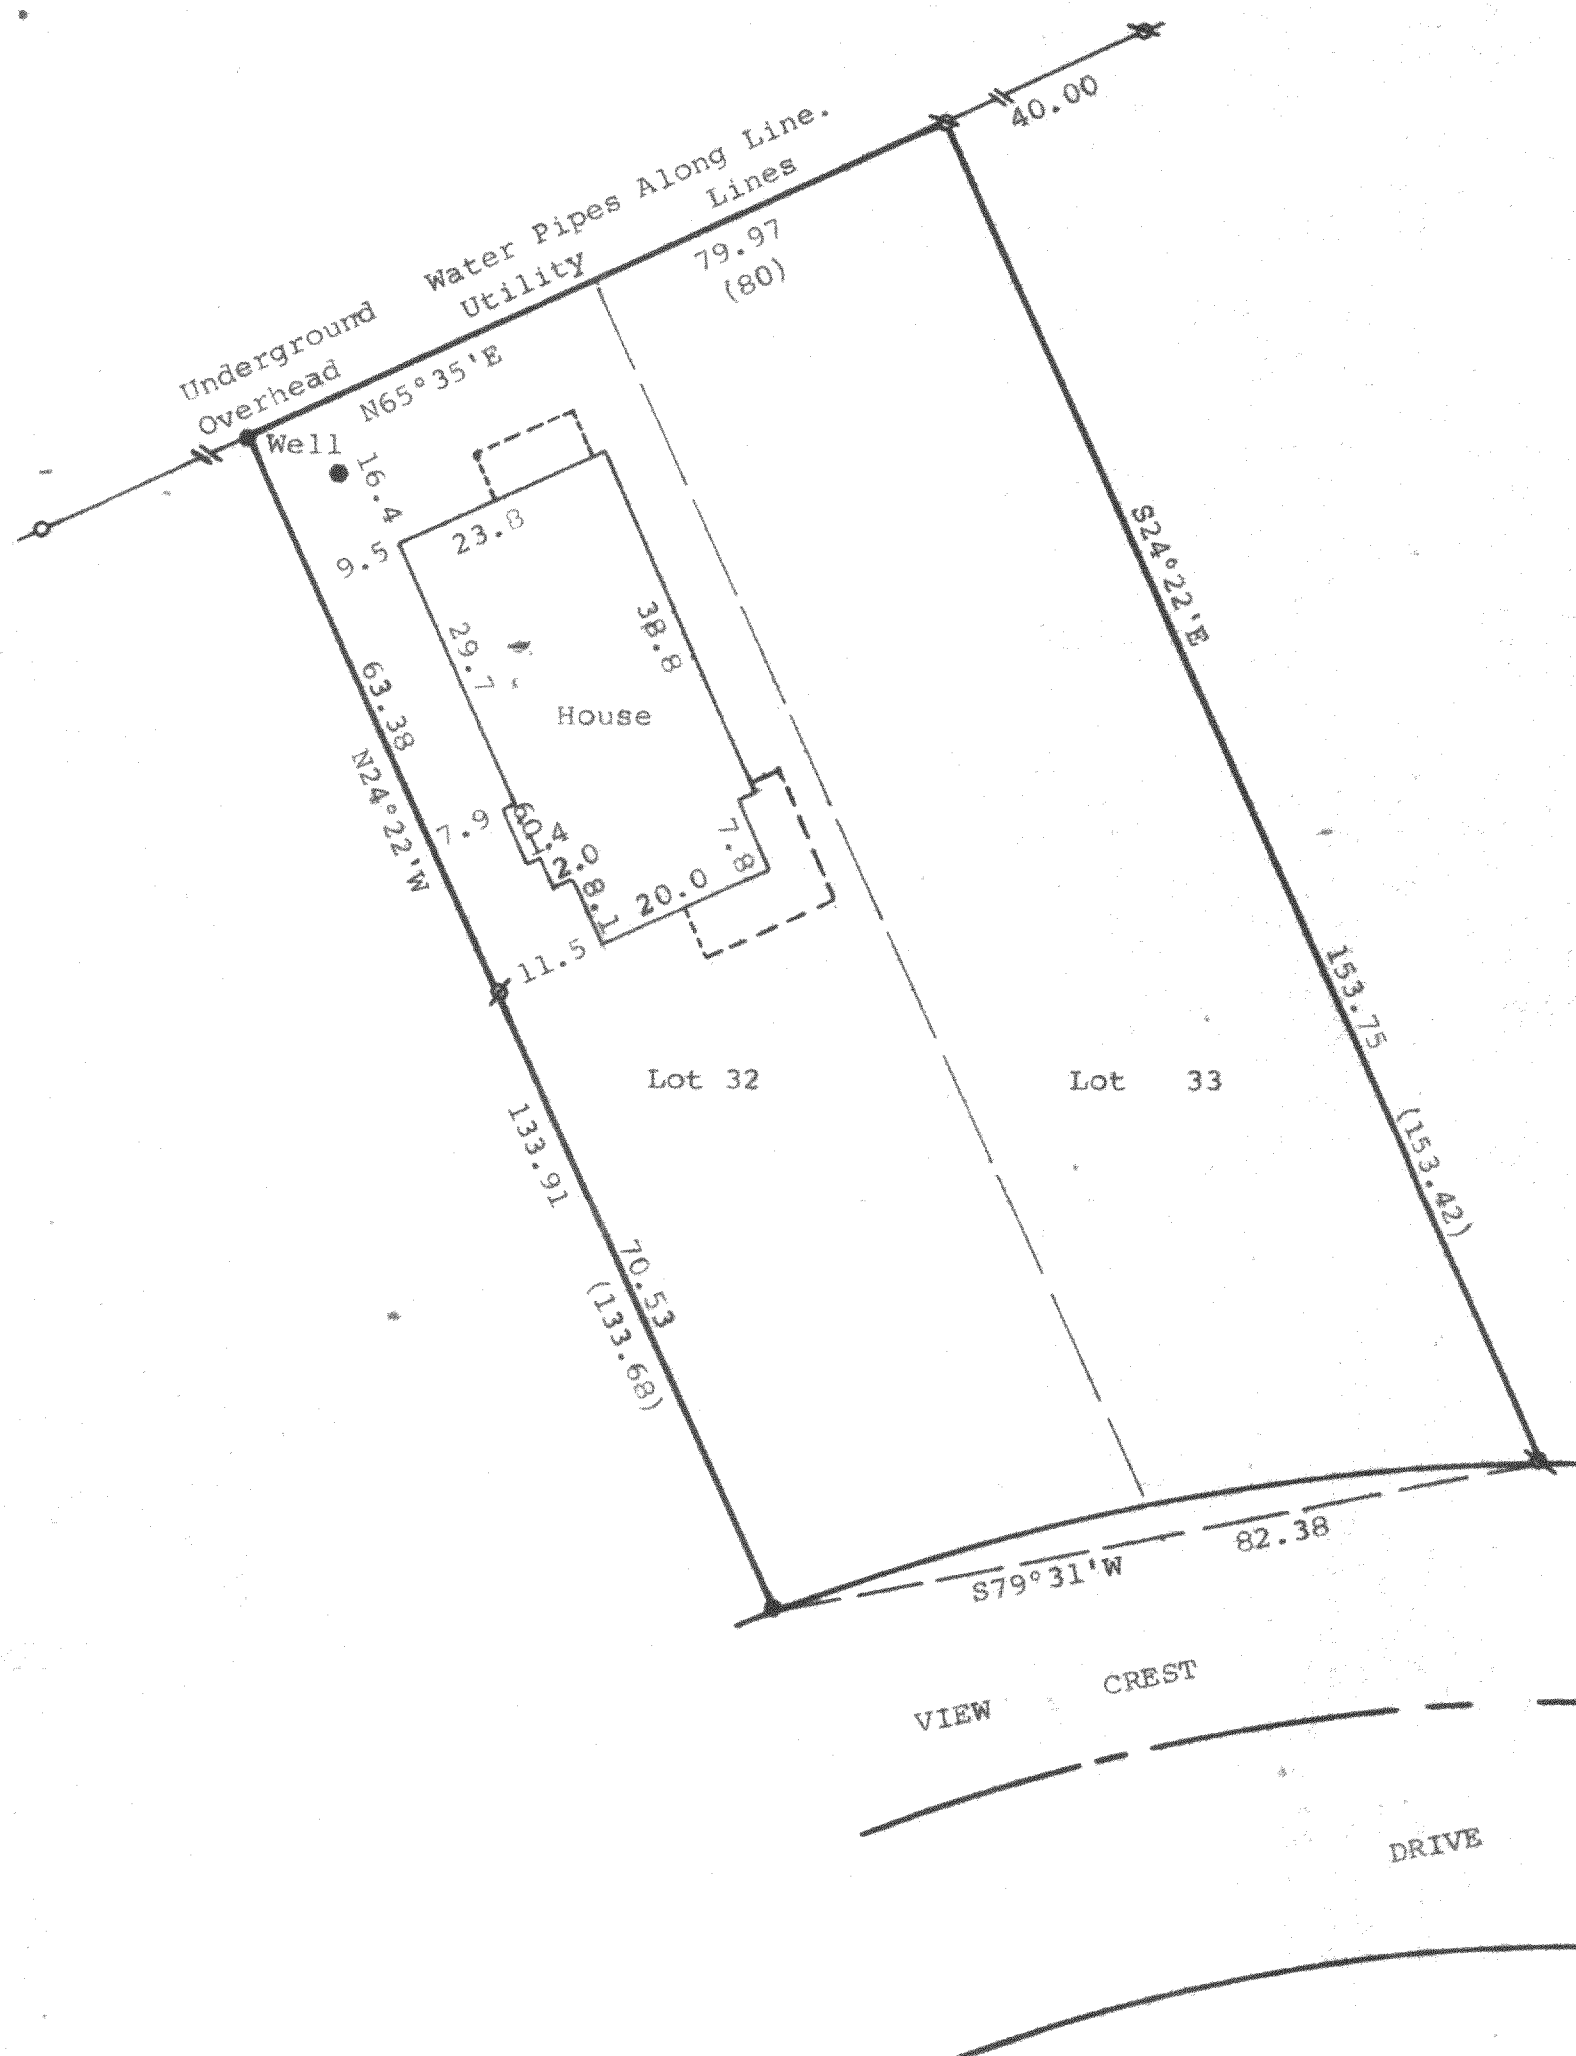 40.00
Underground Water Pipes Along Line.
Overhead Utility Lines
79.97
(80)
N65°35'E
Well
16.4
23.8
9.5
S24°22'E
29.7
38.8
63.38
House
N24°22'W
7.9
2.0
7.8
8.1
20.0
11.5
153.75
Lot 32
Lot 33
133.91
(153.42)
70.53
(133.68)
82.38
S79°31'W
VIEW CREST
DRIVE